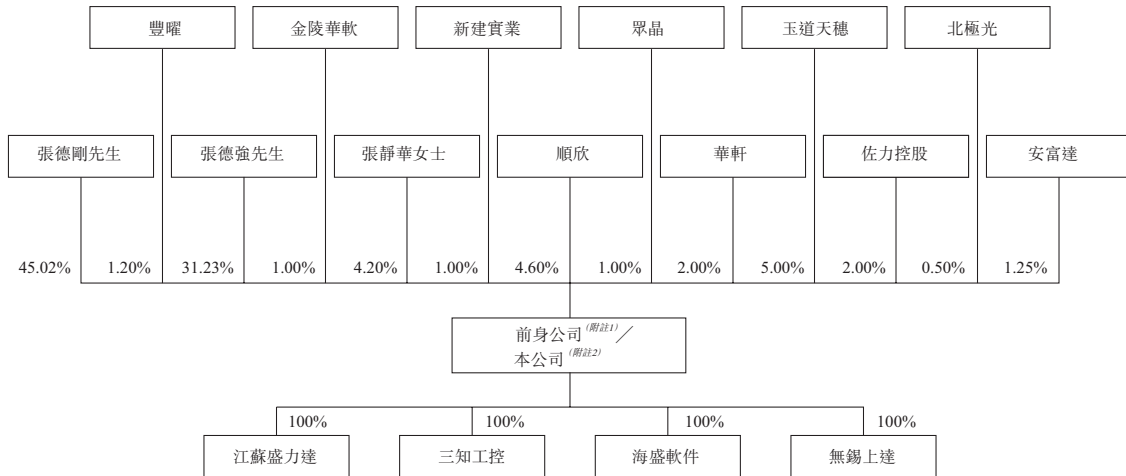 豐曜
金陵華軟
新建實業
眾晶
玉道天穗
北極光
張德剛先生
張德強先生
張靜華女士
順欣
華軒
佐力控股
安富達
45.02%
1.20%
31.23%
1.00%
4.20%
1.00%
4.60%
1.00%
2.00%
5.00%
2.00%
0.50%
1.25%
前身公司(附註1)／
本公司(附註2)
100%
100%
100%
100%
江蘇盛力達
三知工控
海盛軟件
無錫上達